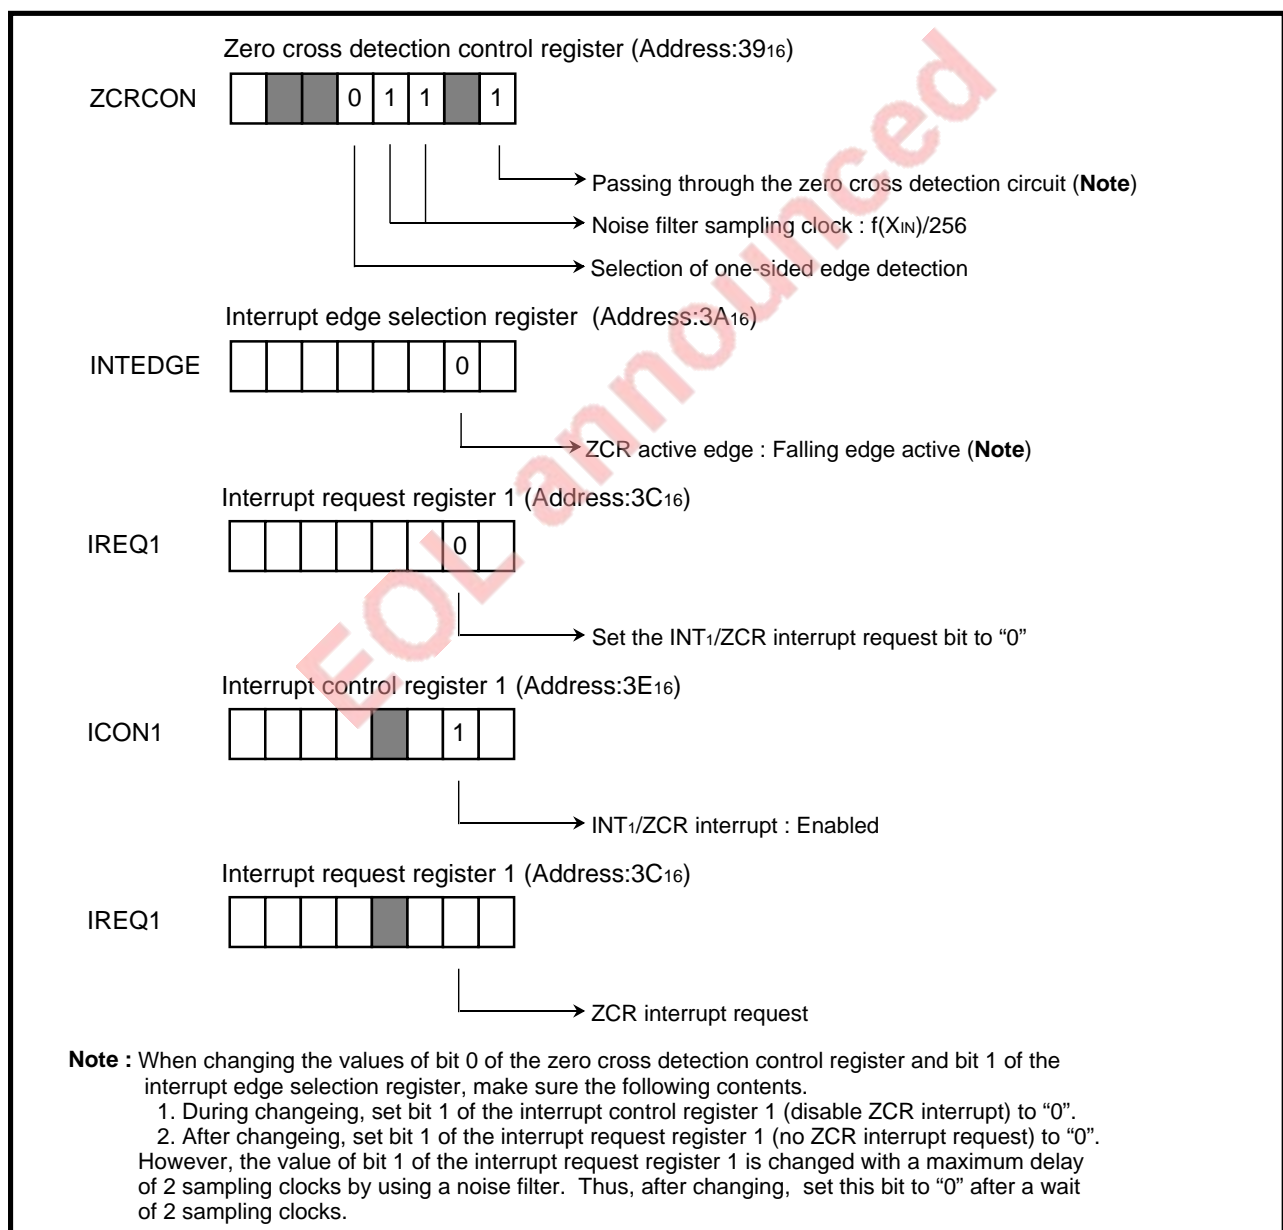 Zero cross detection control register (Address:3916)
ZCRCON 0 1 1 1
Passing through the zero cross detection circuit (Note)
Noise filter sampling clock : f(XIN)/256
Selection of one-sided edge detection
Interrupt edge selection register (Address:3A16)
INTEDGE 0
ZCR active edge : Falling edge active (Note)
Interrupt request register 1 (Address:3C16)
IREQ1 0
Set the INT1/ZCR interrupt request bit to “0”
Interrupt control register 1 (Address:3E16)
ICON1 1
INT1/ZCR interrupt : Enabled
Interrupt request register 1 (Address:3C16)
IREQ1
ZCR interrupt request
Note : When changing the values of bit 0 of the zero cross detection control register and bit 1 of the
interrupt edge selection register, make sure the following contents.
1. During changeing, set bit 1 of the interrupt control register 1 (disable ZCR interrupt) to “0”.
2. After changeing, set bit 1 of the interrupt request register 1 (no ZCR interrupt request) to “0”.
However, the value of bit 1 of the interrupt request register 1 is changed with a maximum delay
of 2 sampling clocks by using a noise filter. Thus, after changing, set this bit to “0” after a wait
of 2 sampling clocks.
EOL announced